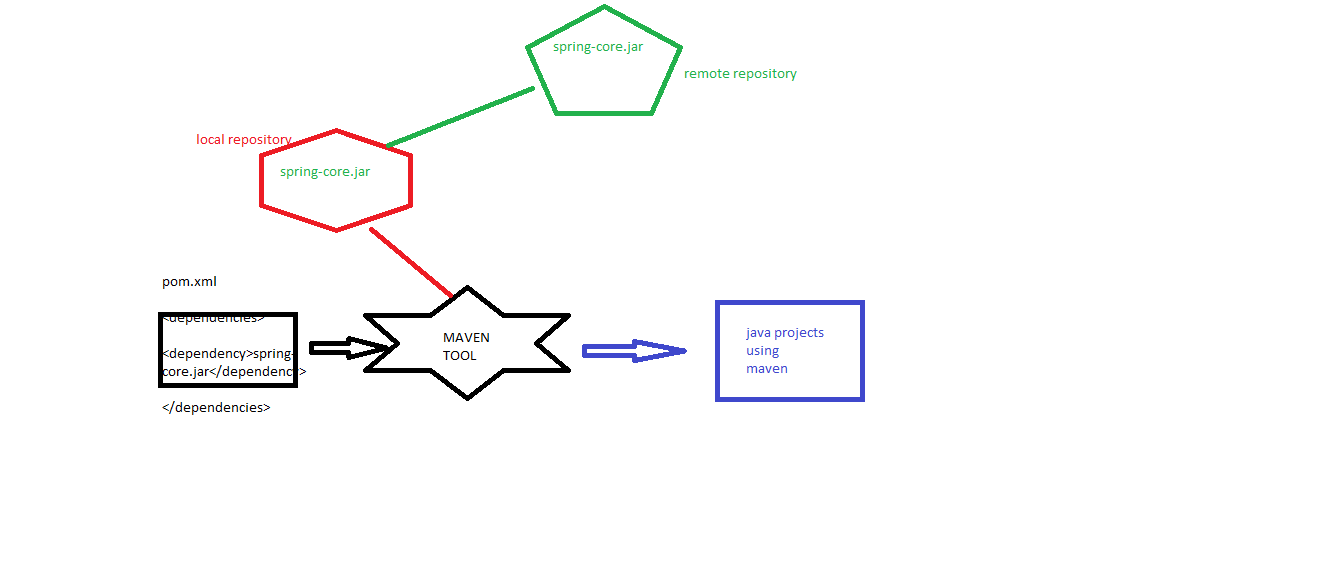 spring-core.jar
remote repository
local repository
spring-core.jar
pom.xml
<dependencies>
<dependency>spring-
core.jar</dependency>
</dependencies>
MAVEN
TOOL
java projects
using
maven